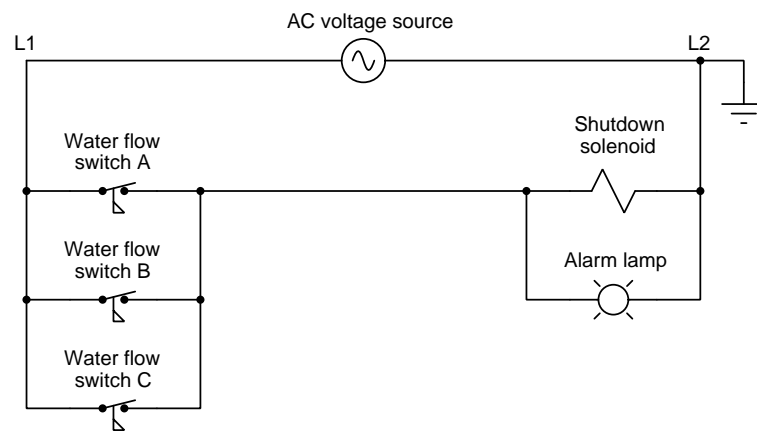 AC voltage source
L1
L2
Water flow
switch A
Shutdown
solenoid
Water flow
switch B
Alarm lamp
Water flow
switch C